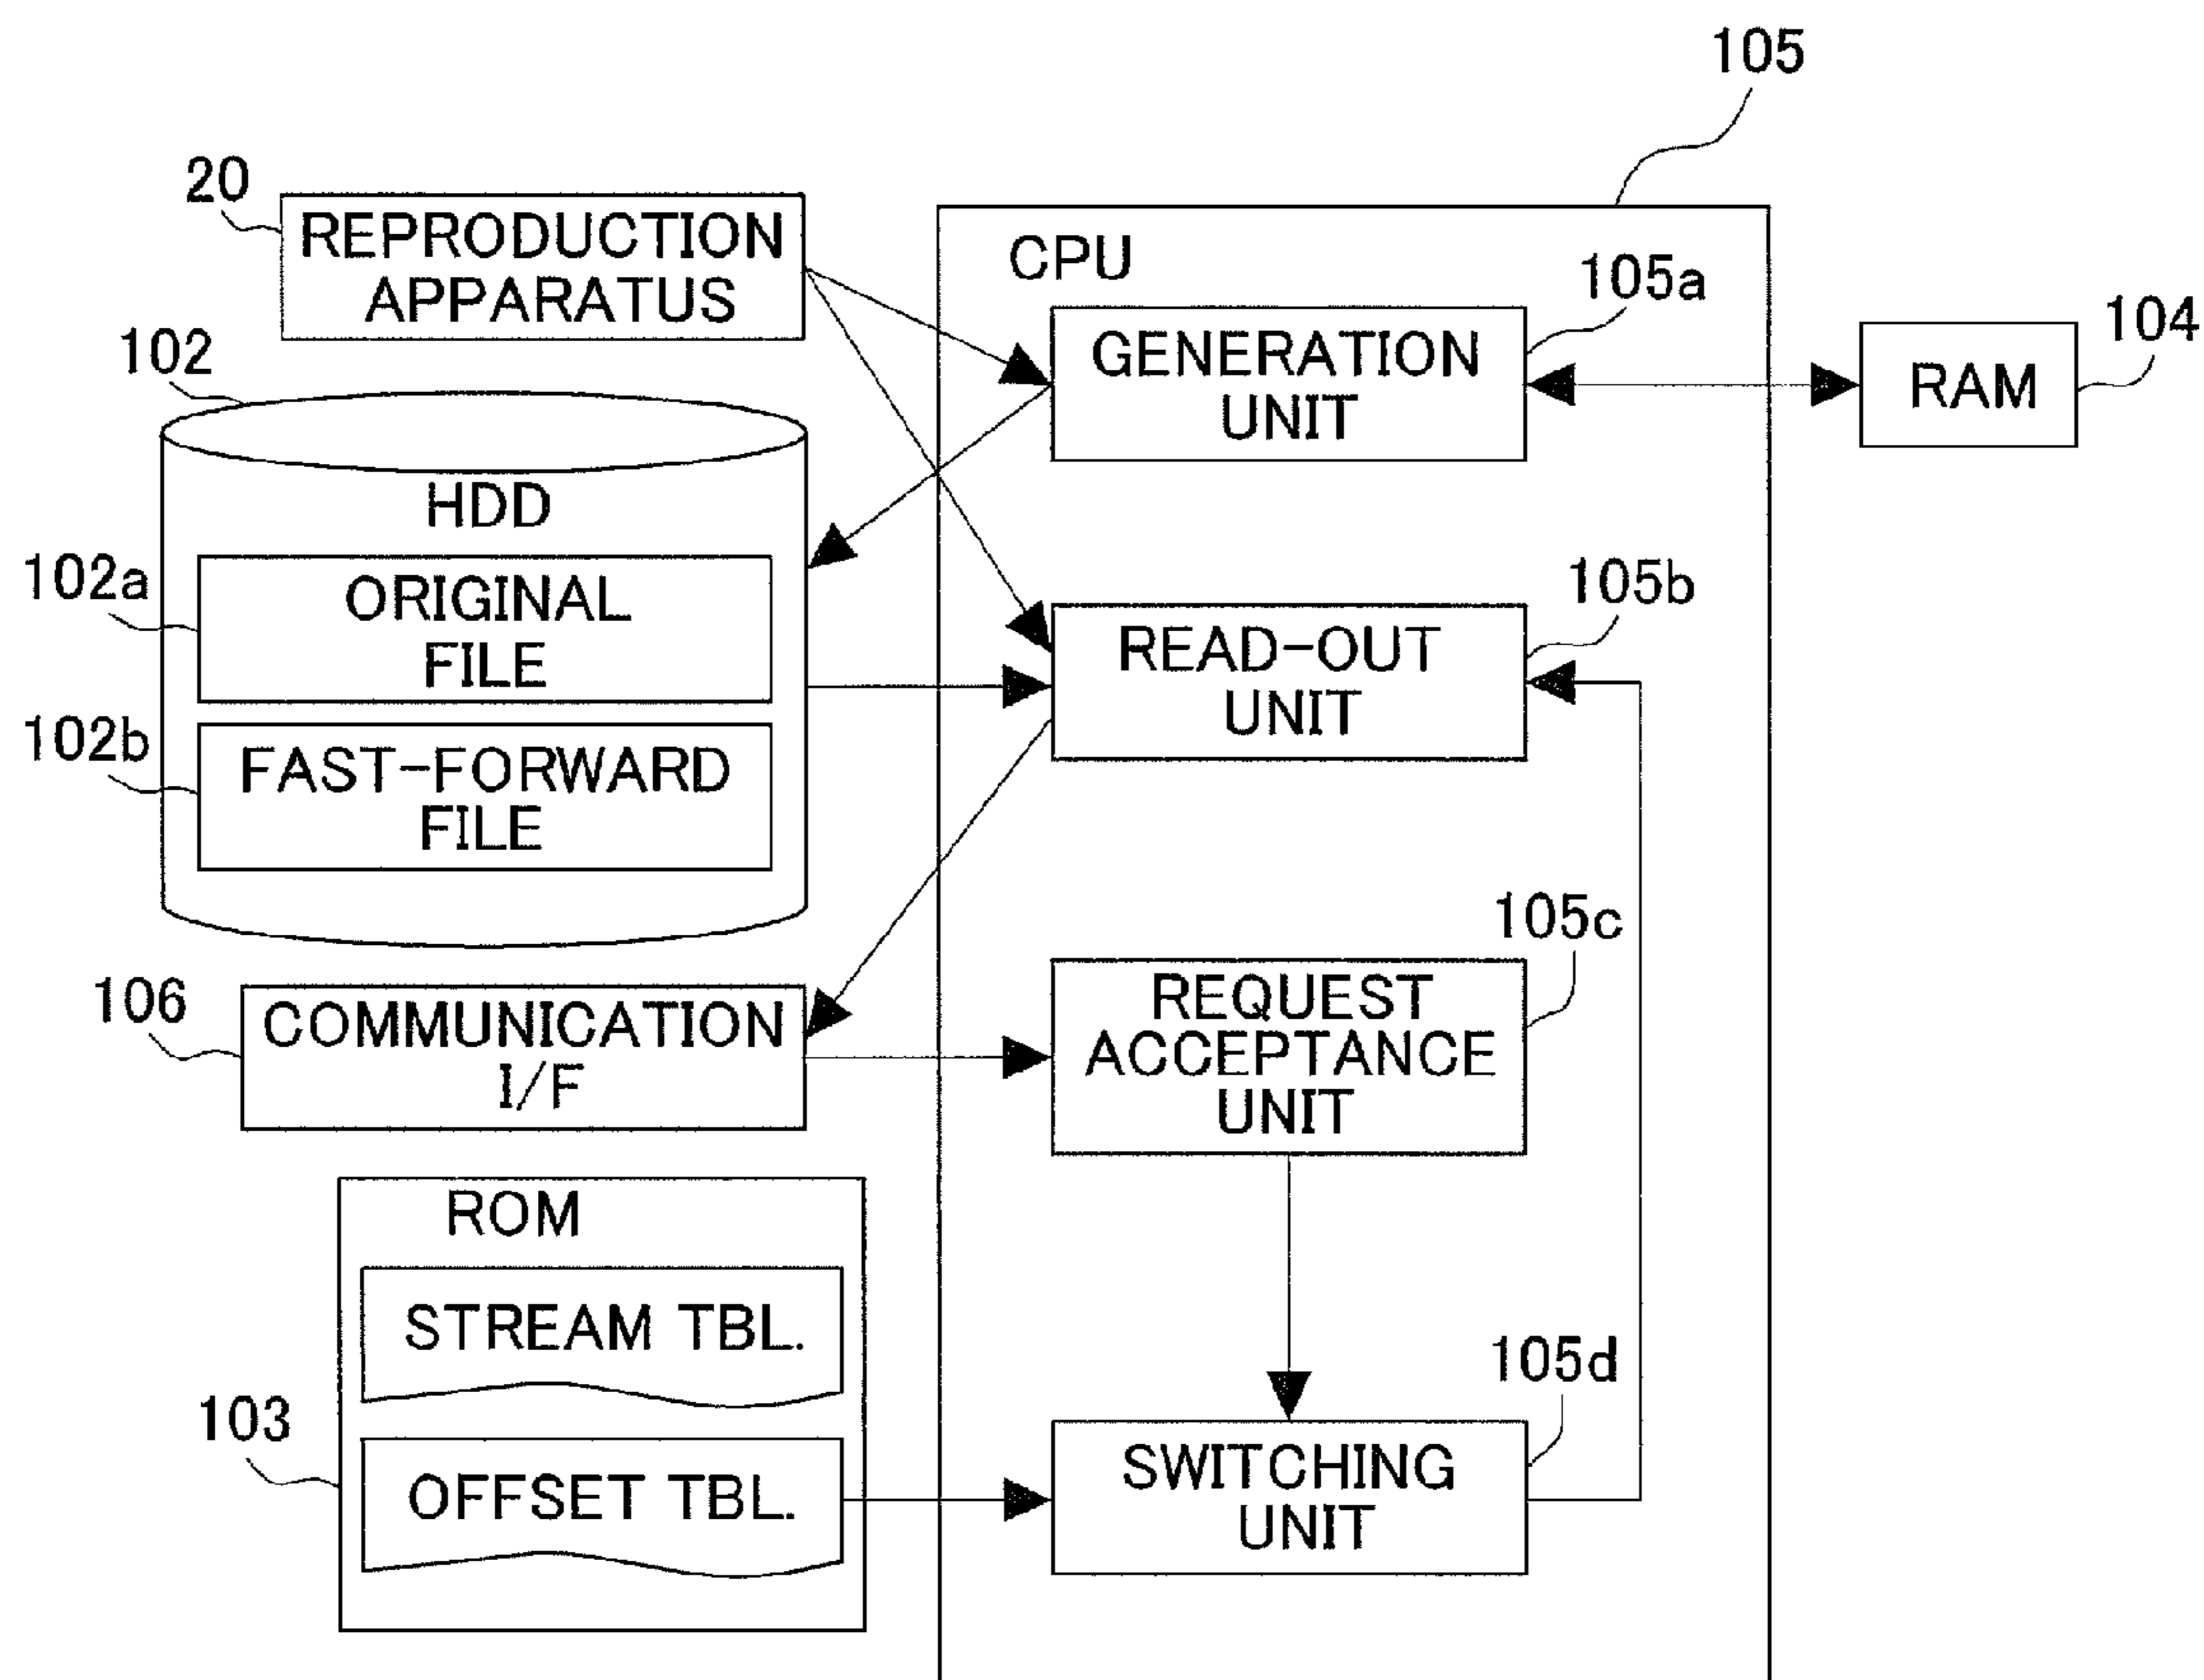 105
20
REPRODUCTION
APPARATUS
CPU
105a
GENERATION
UNIT
104
RAM
102
HDD
102a
ORIGINAL
FILE
105b
READ-OUT
UNIT
102b
FAST-FORWARD
FILE
105c
106
COMMUNICATION
I/F
REQUEST
ACCEPTANCE
UNIT
ROM
STREAM TBL.
105d
103
OFFSET TBL.
SWITCHING
UNIT